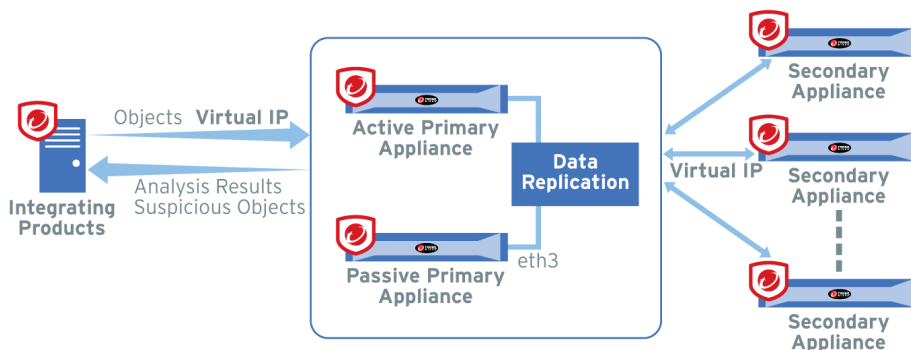 Objects Virtual IP
Analysis Results
Suspicious Objects
Integrating
Products
Active Primary
Appliance
Data
Replication
Passive Primary
Appliance
eth3
Virtual IP
Secondary
Appliance
Secondary
Appliance
Secondary
Appliance